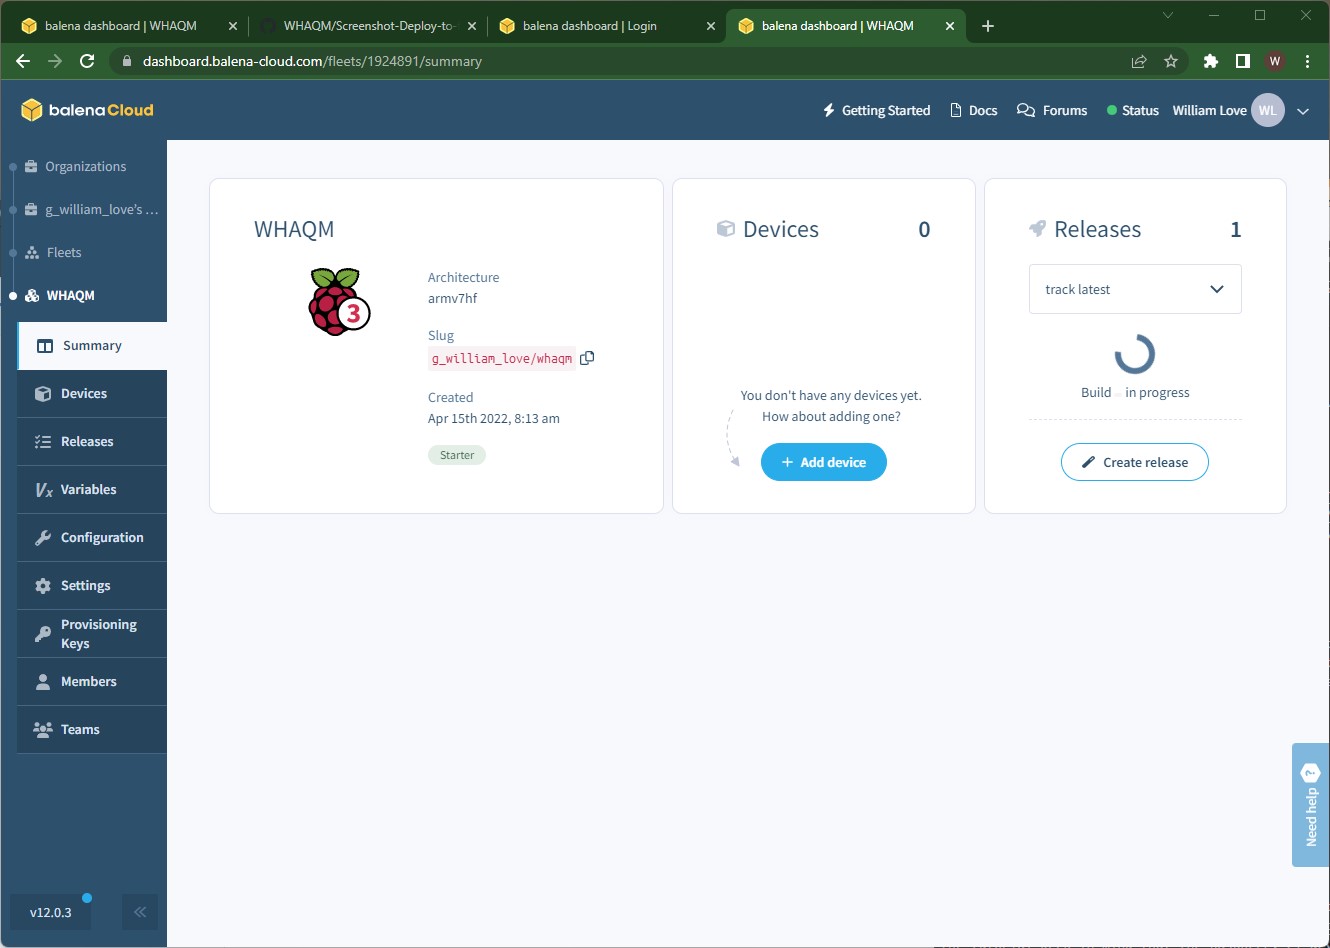 balena dashboard | WHAQM
WHAQM/Screenshot-Deploy-to-
balena dashboard | Login
balena dashboard | WHAQM
dashboard.balena-cloud.com/fleets/1924891/summary
W
balenaCloud
Getting Started
Docs
Forums
Status
William Love
WL
Organizations
g_william_love's ...
Fleets
WHAQM
Summary
Devices
Releases
Variables
Configuration
Settings
Provisioning
Keys
Members
Teams
v12.0.3
WHAQM
3
Architecture
armv7hf
Slug
g_william_love/whaqm
Created
Apr 15th 2022, 8:13 am
Starter
Devices 0
You don't have any devices yet.
How about adding one?
+ Add device
Releases 1
track latest
Build in progress
Create release
Need help